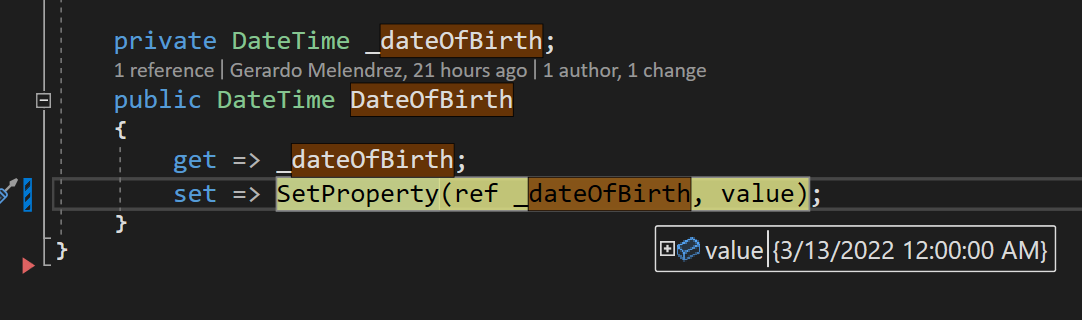 private DateTime _dateOfBirth;
1 reference | Gerardo Melendrez, 21 hours ago | 1 author, 1 change
public DateTime DateOfBirth
{
get => _dateOfBirth;
set => SetProperty(ref _dateOfBirth, value);
}
value {3/13/2022 12:00:00 AM}
}